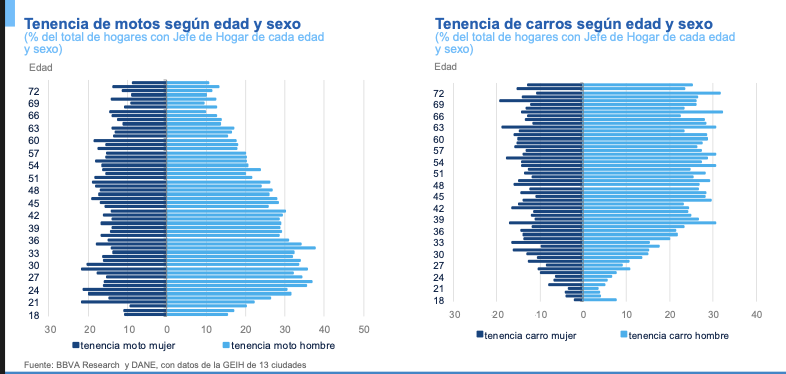 Tenencia de motos según edad y sexo
(% del total de hogares con Jefe de Hogar de cada edad
y sexo)
Edad
72
69
66
63
60
57
54
51
48
45
42
39
36
33
30
27
24
21
18
30 20 10 0 10 20 30 40 50
tenencia moto mujer tenencia moto hombre
Tenencia de carros según edad y sexo
(% del total de hogares con Jefe de Hogar de cada edad
y sexo)
Edad
72
69
66
63
60
57
54
51
48
45
42
39
36
33
30
27
24
21
18
30 20 10 0 10 20 30 40
tenencia carro mujer tenencia carro hombre
Fuente: BBVA Research y DANE, con datos de la GEIH de 13 ciudades